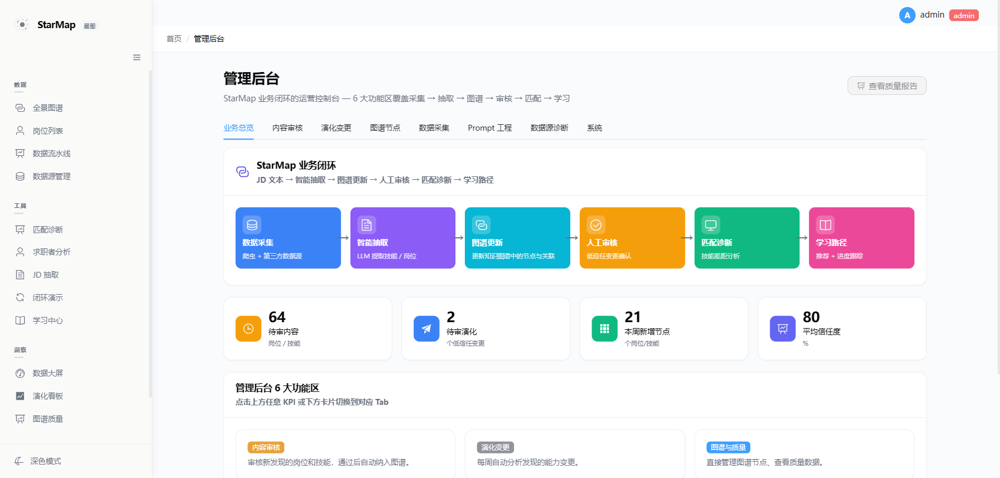 StarMap 星图
A admin admin
首页 / 管理后台
数据
全景图谱
岗位列表
数据流水线
数据源管理
工具
匹配诊断
求职者分析
JD 抽取
闭环演示
学习中心
洞察
数据大屏
演化看板
图谱质量
深色模式
管理后台
StarMap 业务闭环的运营控制台 — 6 大功能区覆盖采集 → 抽取 → 图谱 → 审核 → 匹配 → 学习
查看质量报告
业务总览 内容审核 演化变更 图谱节点 数据采集 Prompt 工程 数据源诊断 系统
StarMap 业务闭环
JD 文本 → 智能抽取 → 图谱更新 → 人工审核 → 匹配诊断 → 学习路径
数据采集
爬虫 + 第三方数据源
智能抽取
LLM 提取技能 / 岗位
图谱更新
更新知识图谱中的节点与关联
人工审核
低信任变更确认
匹配诊断
技能差距分析
学习路径
推荐 + 进度跟踪
64
待审内容
岗位 / 技能
2
待审演化
个低信任变更
21
本周新增节点
个岗位/技能
80
平均信任度
%
管理后台 6 大功能区
点击上方任意 KPI 或下方卡片切换到对应 Tab
内容审核
审核新发现的岗位和技能，通过后自动纳入图谱。
演化变更
每周自动分析发现的能力变更。
图谱与质量
直接管理图谱节点、查看质量数据。